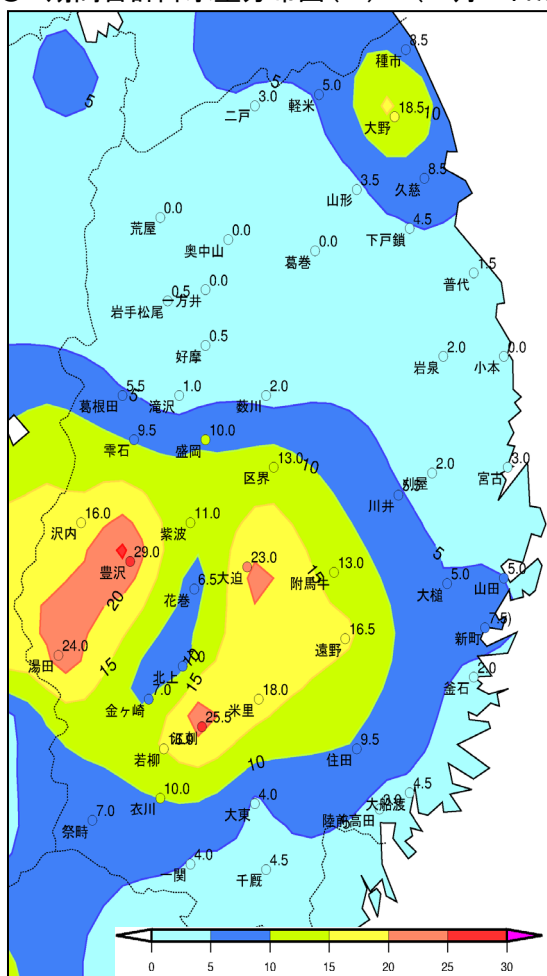 8.5
種市
5
5.0
5
3.0
軽米
二戸
18.5
10
大野
8.5
3.5
久慈
山形
0.0
4.5
荒屋
0.0
下戸鎖
奥中山
0.0
葛巻
1.5
普代
0.0
0.5
一方井
岩手松尾
0.5
好摩
2.0
0.0
岩泉
小本
5.5
1.0
2.0
葛根田
滝沢
薮川
9.5
10.0
雫石
盛岡
13.0
10
区界
2.0
3.0
刈屋
宮古
川井
16.0
11.0
沢内
紫波
5
29.0
23.0
豊沢
大迫
15
13.0
附馬牛
5.0
5.0
大槌
山田
6.5
花巻
20
7.5)
新町
16.5
遠野
24.0
湯田
10
15
北上
15
2.0
釜石
7.0
金ヶ崎
18.0
米里
25.5
若柳
9.5
住田
10
10.0
衣川
4.0
大東
4.5
大船渡
陸前高田
7.0
祭畤
4.0
一関
4.5
千厩
0 5 10 15 20 25 30